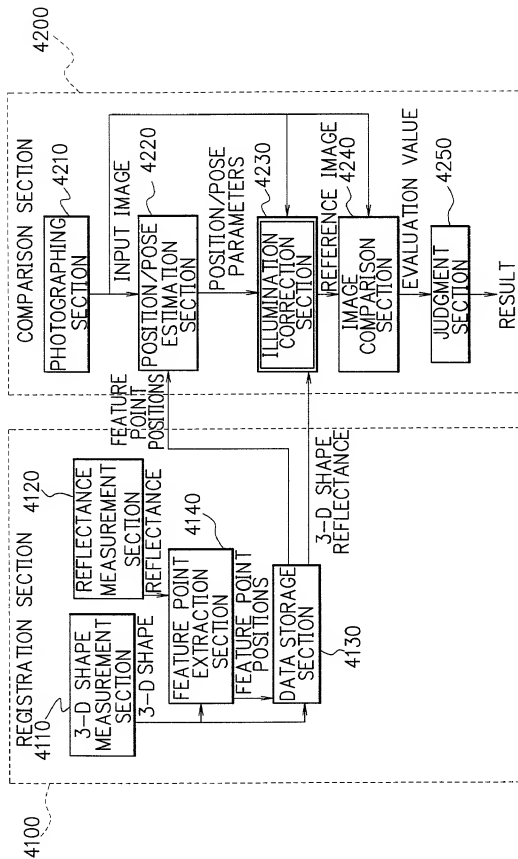 4100
REGISTRATION SECTION
4110
3-D SHAPE
MEASUREMENT
SECTION
3-D SHAPE
4120
REFLECTANCE
MEASUREMENT
SECTION
REFLECTANCE
4140
FEATURE POINT
EXTRACTION
SECTION
FEATURE POINT
POSITIONS
DATA STORAGE
SECTION
4130
FEATURE
POINT
POSITIONS
3-D SHAPE
REFLECTANCE
4200
COMPARISON SECTION
4210
PHOTOGRAPHING
SECTION
INPUT IMAGE
4220
POSITION/POSE
ESTIMATION
SECTION
POSITION/POSE
PARAMETERS
4230
ILLUMINATION
CORRECTION
SECTION
REFERENCE IMAGE
4240
IMAGE
COMPARISON
SECTION
EVALUATION VALUE
4250
JUDGMENT
SECTION
RESULT